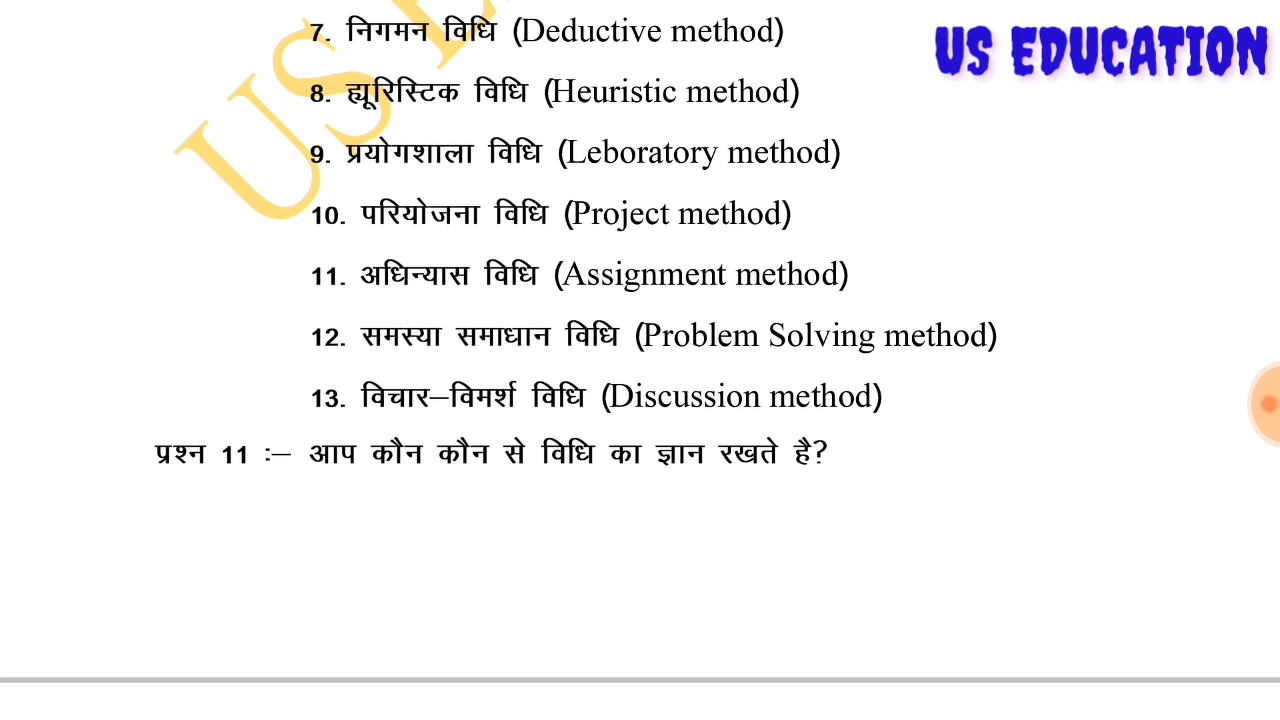 7. निगमन विधि (Deductive method)
US EDUCATION
8. ह्यूरिस्टिक विधि (Heuristic method)
9. प्रयोगशाला विधि (Leboratory method)
10. परियोजना विधि (Project method)
11. अधिन्यास विधि (Assignment method)
12. समस्या समाधान विधि (Problem Solving method)
13. विचार–विमर्श विधि (Discussion method)
प्रश्न 11 :– आप कौन कौन से विधि का ज्ञान रखते है?
US